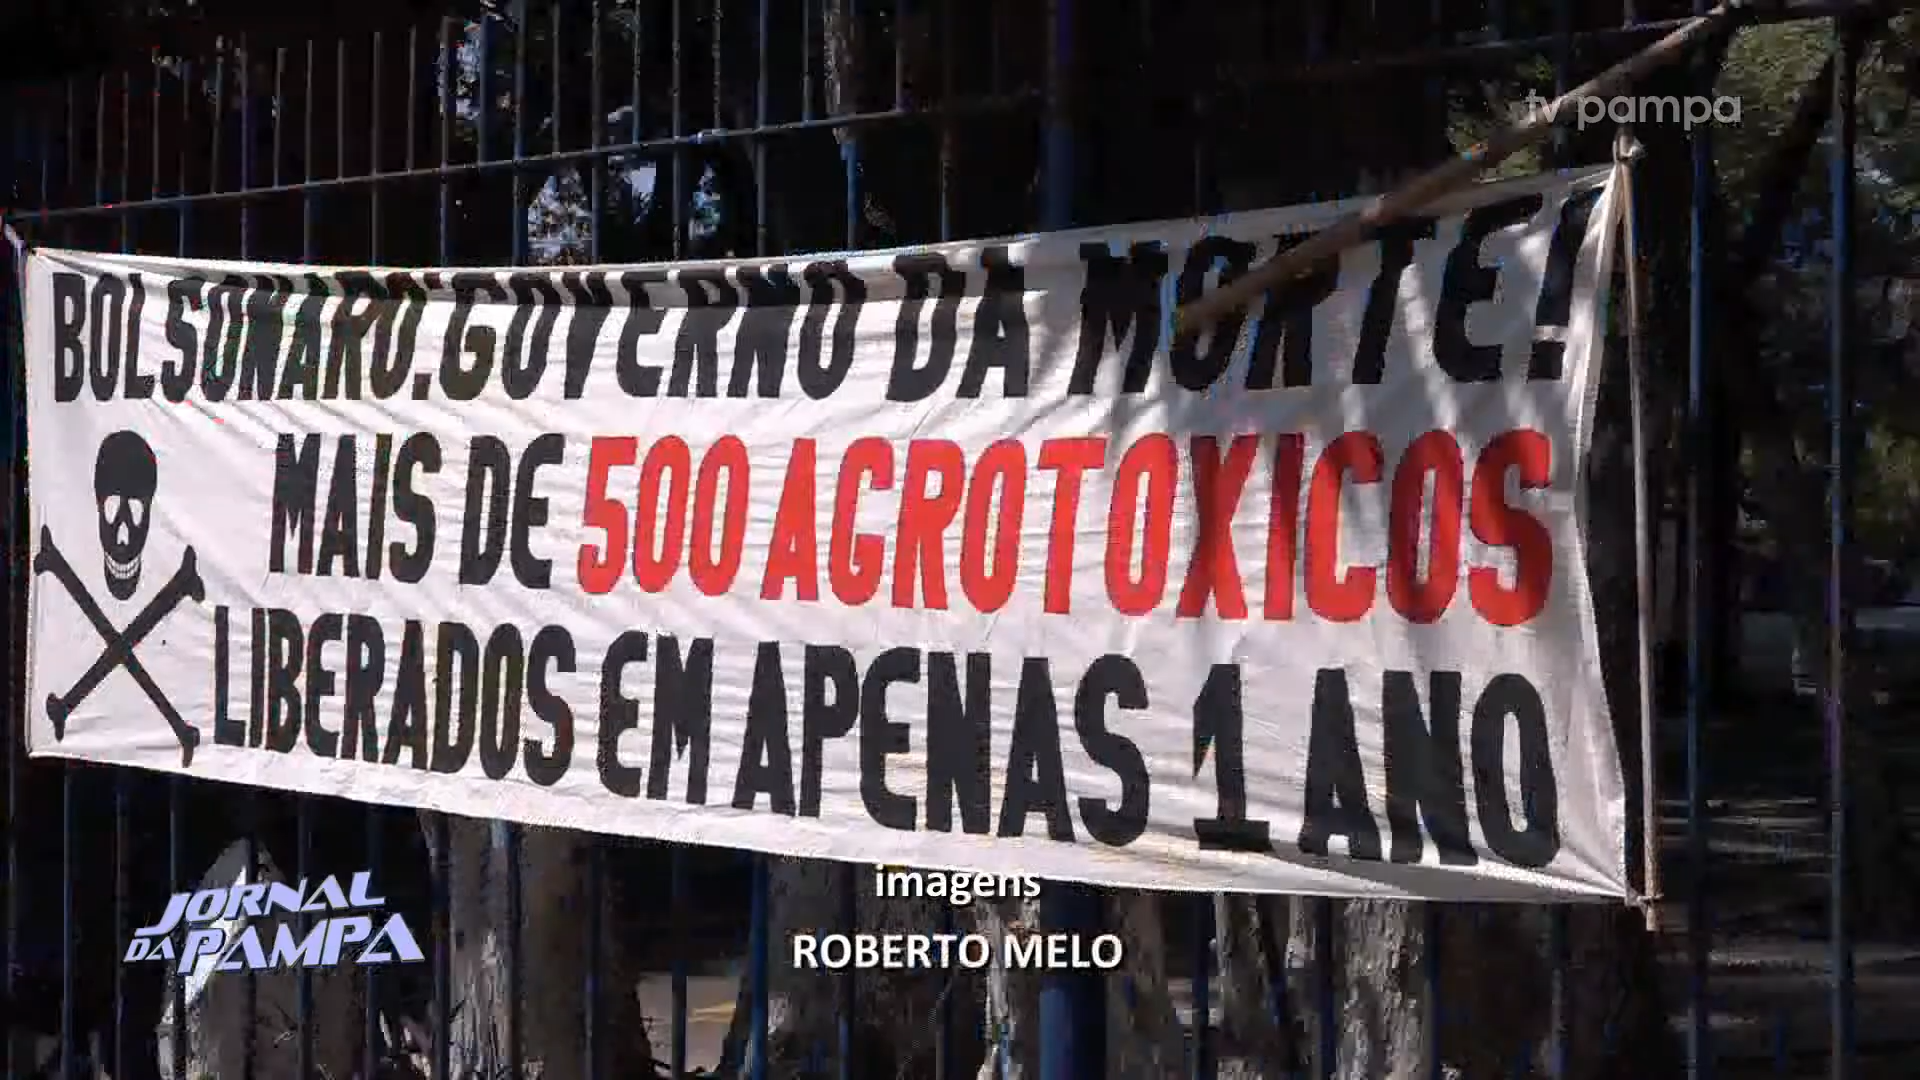 tv pampa
BOLSONARO: GOVERNO DA MORTE!
MAIS DE 500 AGROTOXICOS
LIBERADOS EM APENAS 1 ANO
imagens
ROBERTO MELO
JORNAL
DA PAMPA